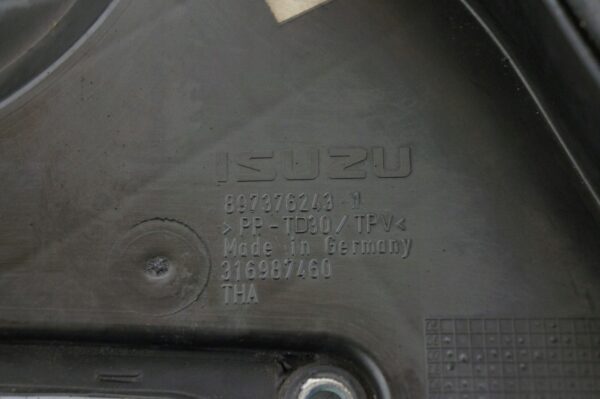 ISUZU
897376243 1
>PP-TD30/TPV<
Made in Germany
316987460
THA